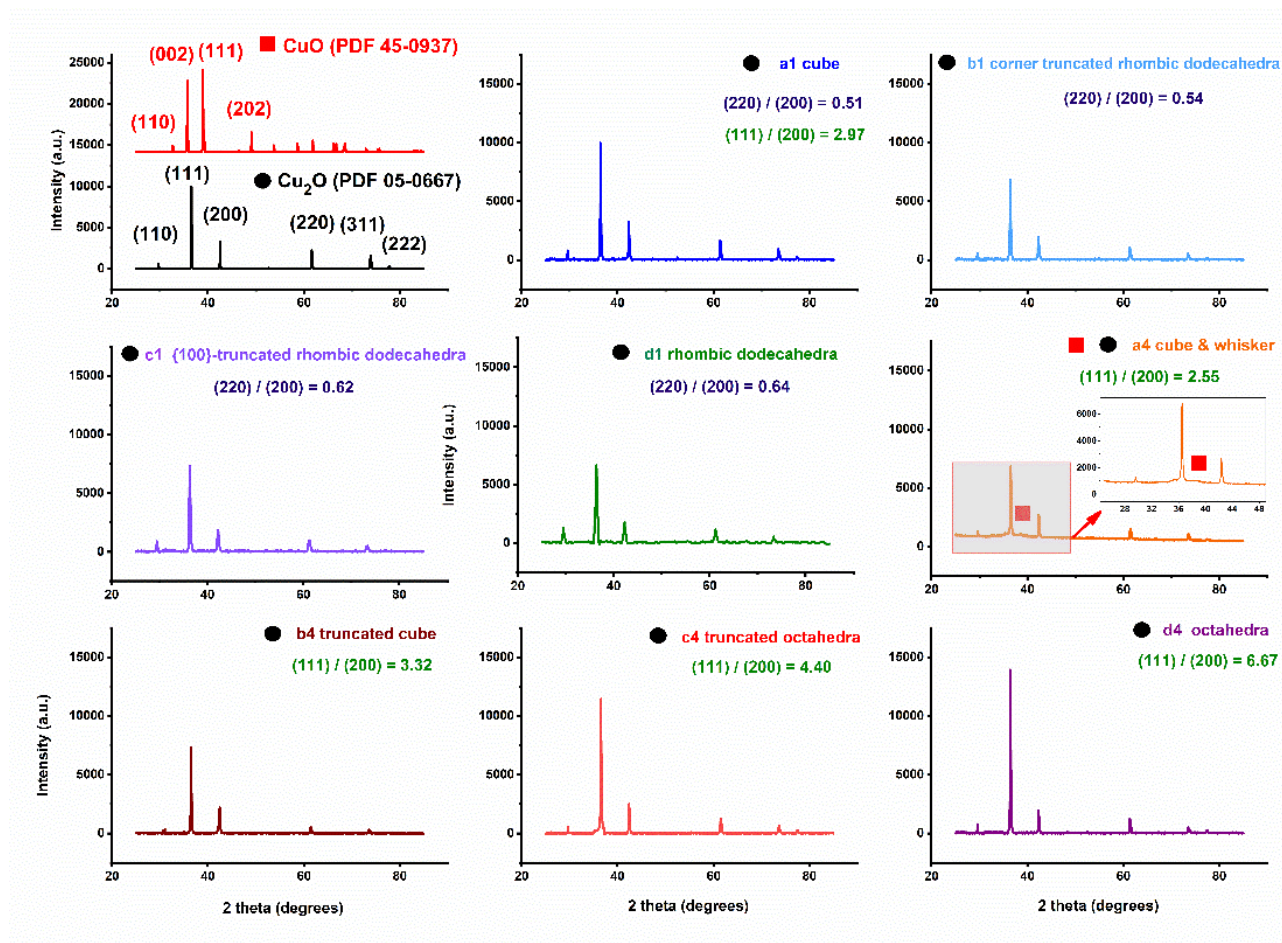 CuO (PDF 45-0937)
(002) (111)
(110)
(202)
Cu₂O (PDF 05-0667)
(111)
(200)
(110)
(220) (311)
(222)
Intensity (a.u.)
25000
20000
15000
10000
5000
0
20 40 60 80
a1 cube
(220) / (200) = 0.51
(111) / (200) = 2.97
15000
10000
5000
0
20 40 60 80
b1 corner truncated rhombic dodecahedra
(220) / (200) = 0.54
15000
10000
5000
0
20 40 60 80
c1 {100}-truncated rhombic dodecahedra
(220) / (200) = 0.62
Intensity (a.u.)
15000
10000
5000
0
20 40 60 80
d1 rhombic dodecahedra
(220) / (200) = 0.64
Intensity (a.u.)
15000
10000
5000
0
20 40 60 80
a4 cube & whisker
(111) / (200) = 2.55
15000
10000
5000
0
20 40 60 80
6000
4000
2000
0
28 32 36 40 44 48
b4 truncated cube
(111) / (200) = 3.32
Intensity (a.u.)
15000
10000
5000
0
20 40 60 80
2 theta (degrees)
c4 truncated octahedra
(111) / (200) = 4.40
15000
10000
5000
0
20 40 60 80
2 theta (degrees)
d4 octahedra
(111) / (200) = 6.67
15000
10000
5000
0
20 40 60 80
2 theta (degrees)